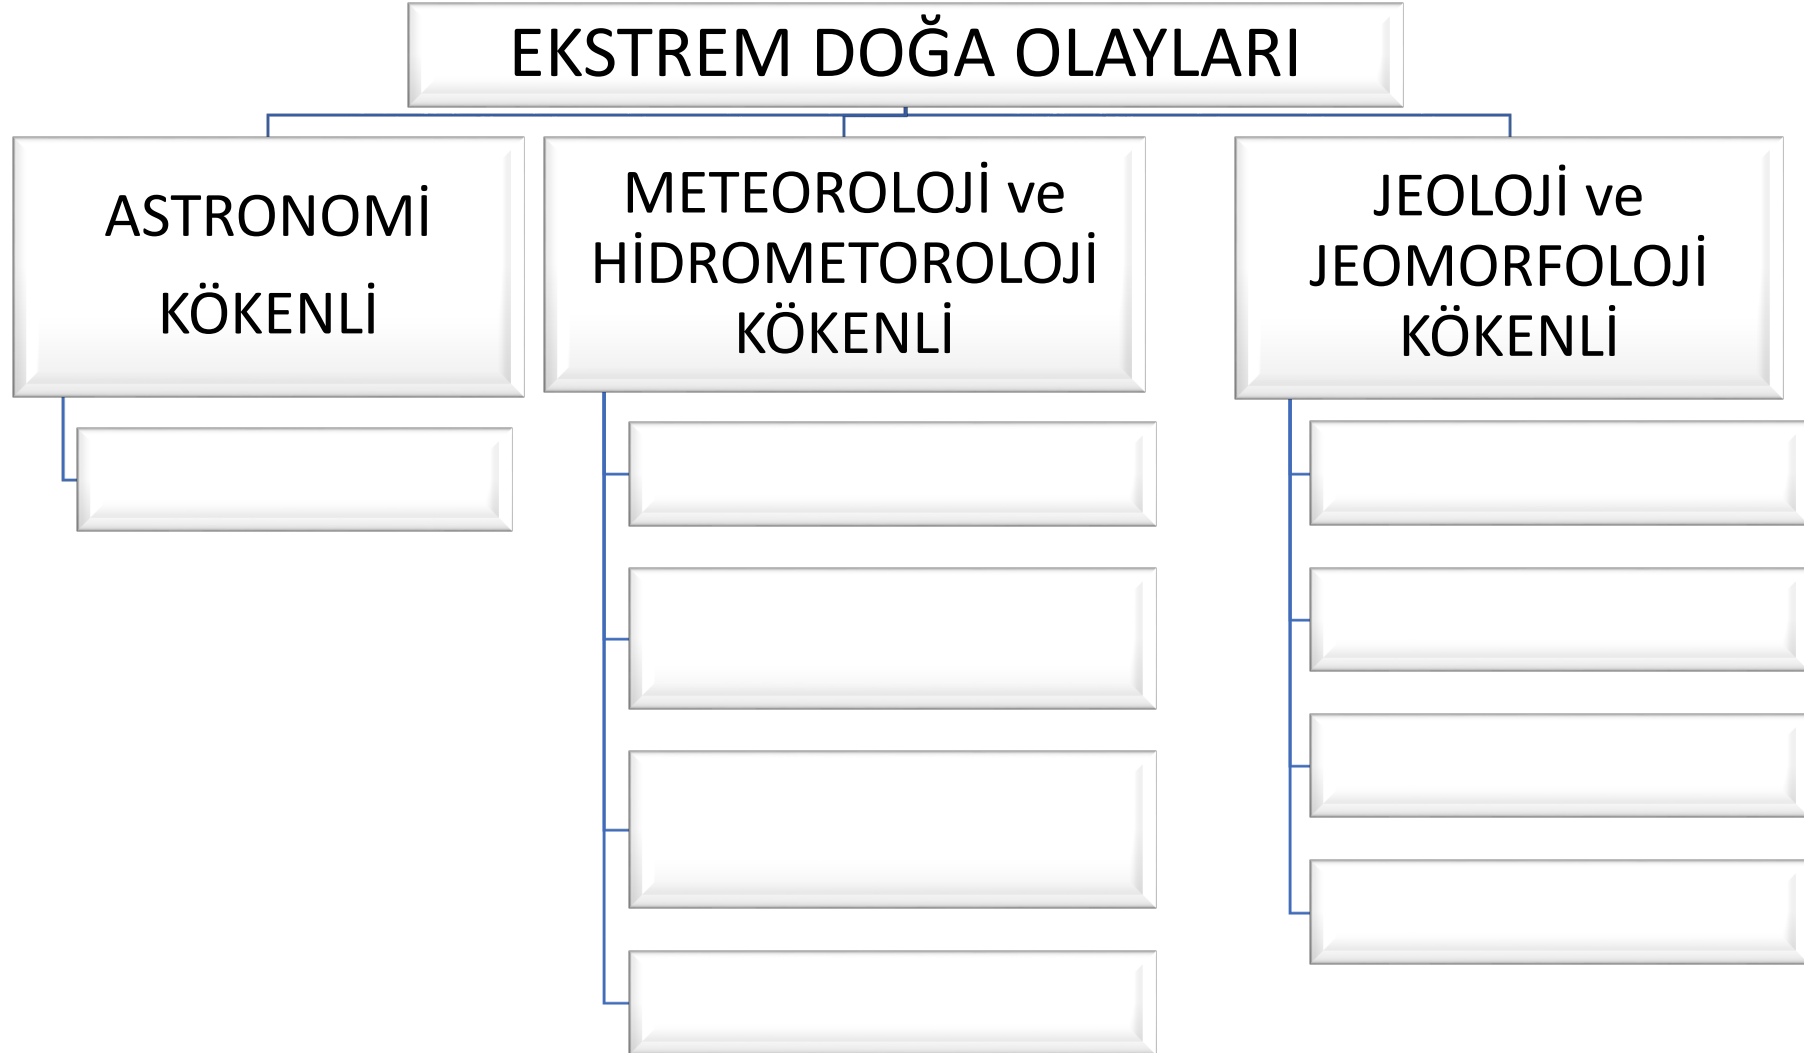 EKSTREM DOĞA OLAYLARI
ASTRONOMİ
KÖKENLİ
METEOROLOJİ ve
HİDROMETOROLOJİ
KÖKENLİ
JEOLOJİ ve
JEOMORFOLOJİ
KÖKENLİ